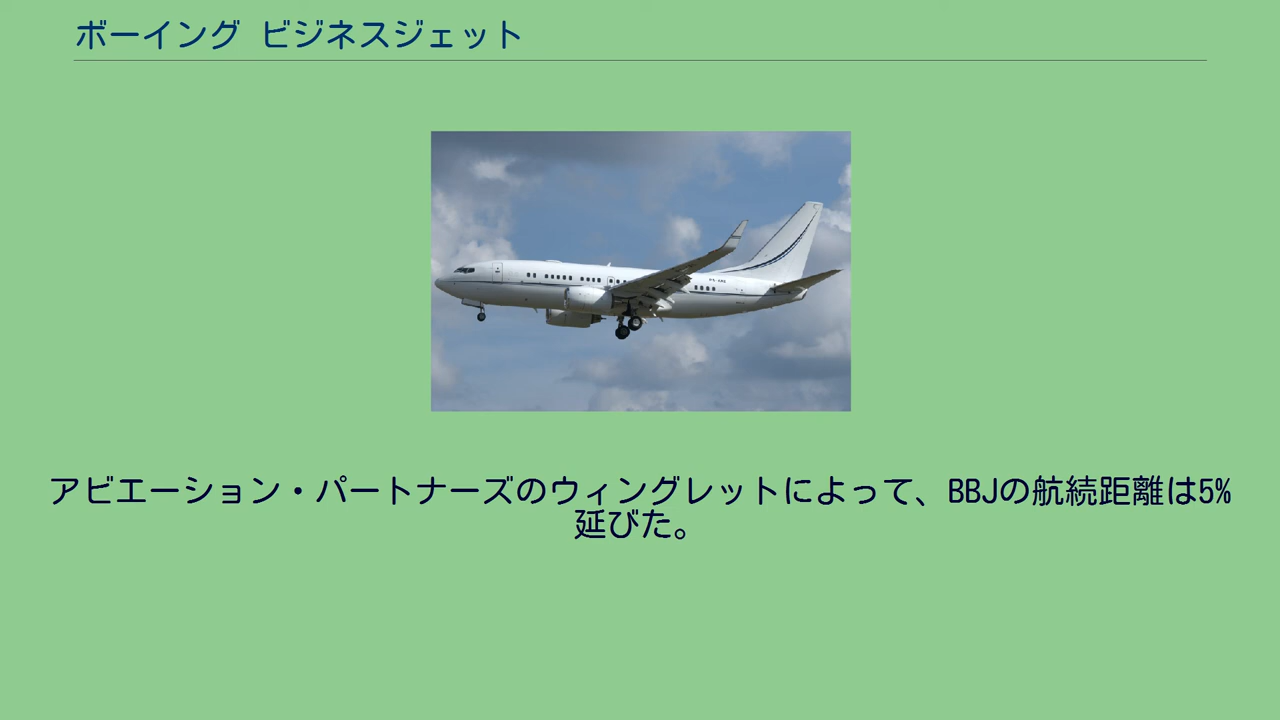 ボーイング ビジネスジェット
アビエーション・パートナーズのウィングレットによって、BBJの航続距離は5%
延びた。